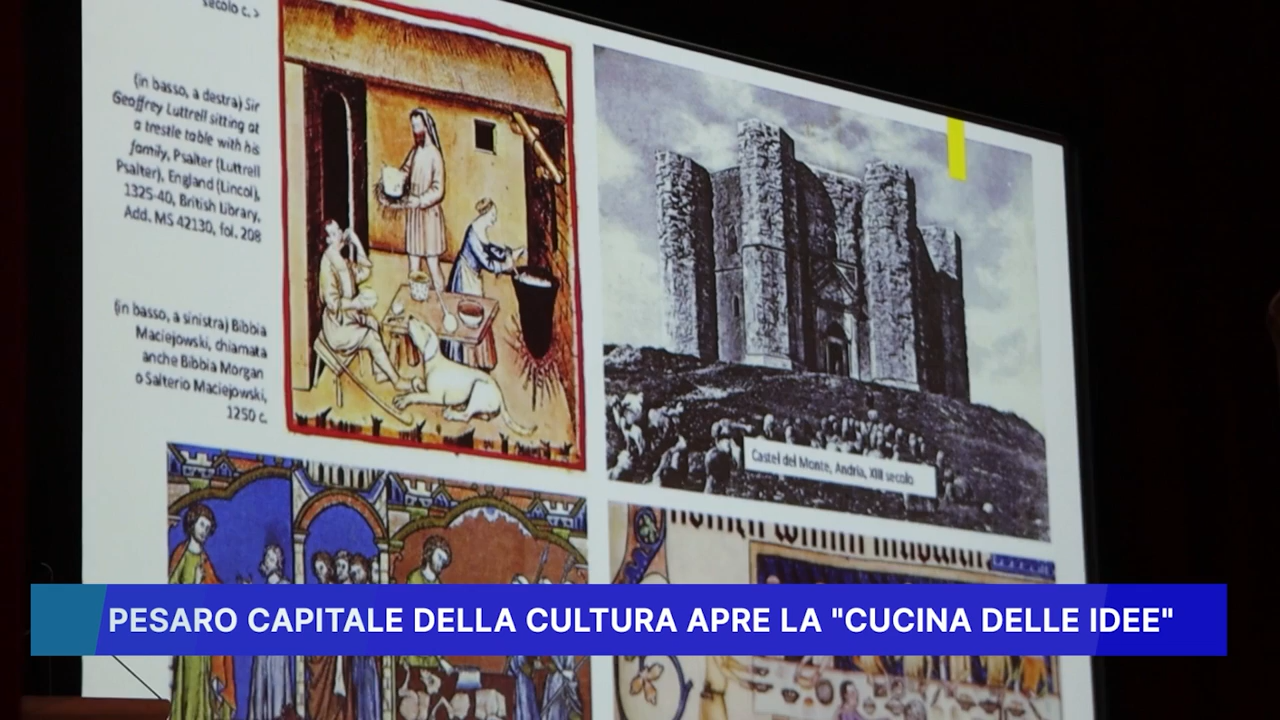 secolo c. >
(in basso, a destra) Sir
Geoffrey Luttrell sitting at
a trestle table with his
family, Psalter (Luttrell
Psalter), England (Lincol),
1325-40, British Library,
Add. MS 42130, fol. 208
(in basso, a sinistra) Bibbia
Maciejowski, chiamata
anche Bibbia Morgan
o Salterio Maciejowski,
1250 c.
Castel del Monte, Andria, XIII secolo
PESARO CAPITALE DELLA CULTURA APRE LA "CUCINA DELLE IDEE"